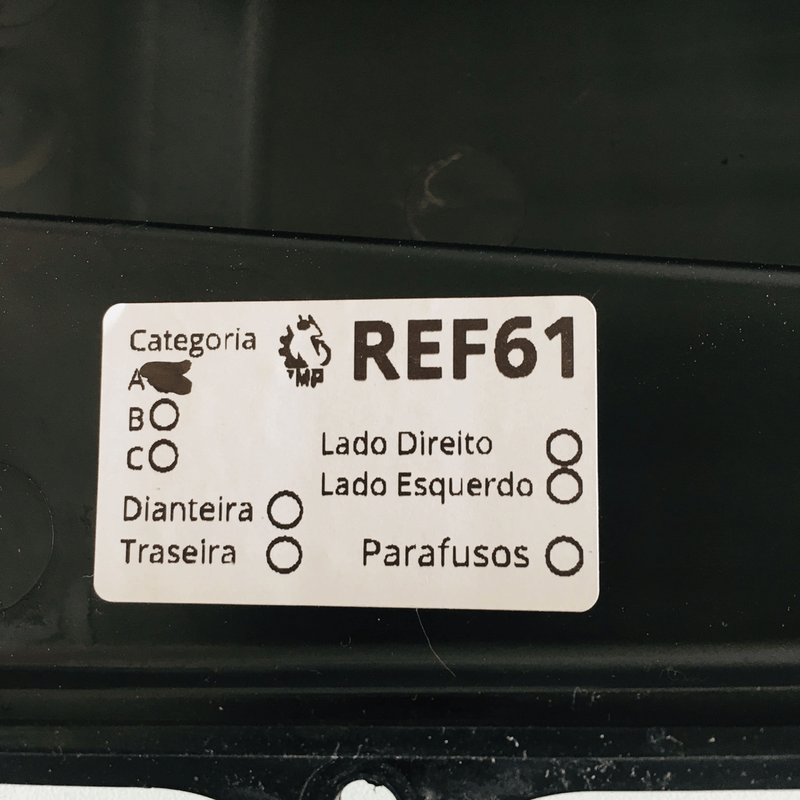 Categoria
REF61
A
B
C
Lado Direito
Lado Esquerdo
Dianteira
Traseira
Parafusos